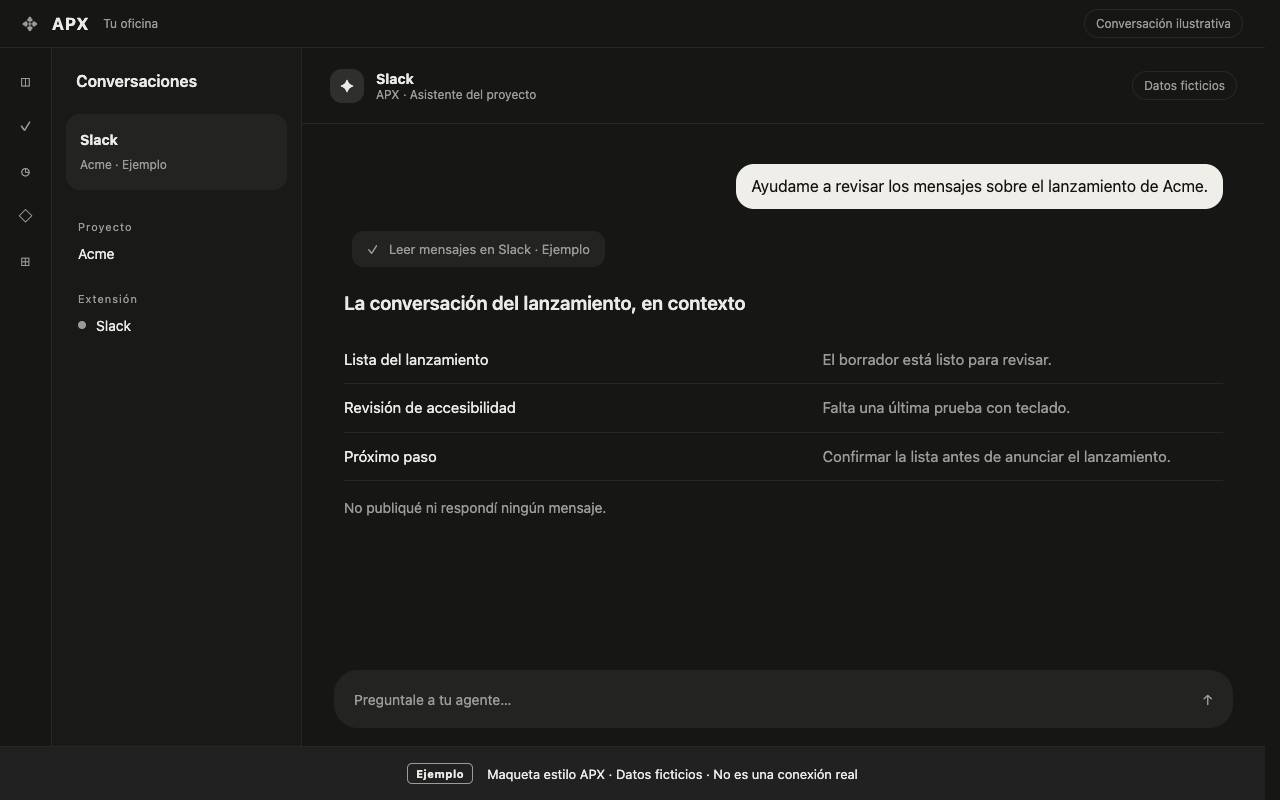 APX Tu oficina
Conversación ilustrativa
Conversaciones
Slack
Acme · Ejemplo
Proyecto
Acme
Extensión
Slack
Slack
APX · Asistente del proyecto
Datos ficticios
Ayudame a revisar los mensajes sobre el lanzamiento de Acme.
Leer mensajes en Slack · Ejemplo
La conversación del lanzamiento, en contexto
Lista del lanzamiento El borrador está listo para revisar.
Revisión de accesibilidad Falta una última prueba con teclado.
Próximo paso Confirmar la lista antes de anunciar el lanzamiento.
No publiqué ni respondí ningún mensaje.
Preguntale a tu agente...
Ejemplo Maqueta estilo APX · Datos ficticios · No es una conexión real